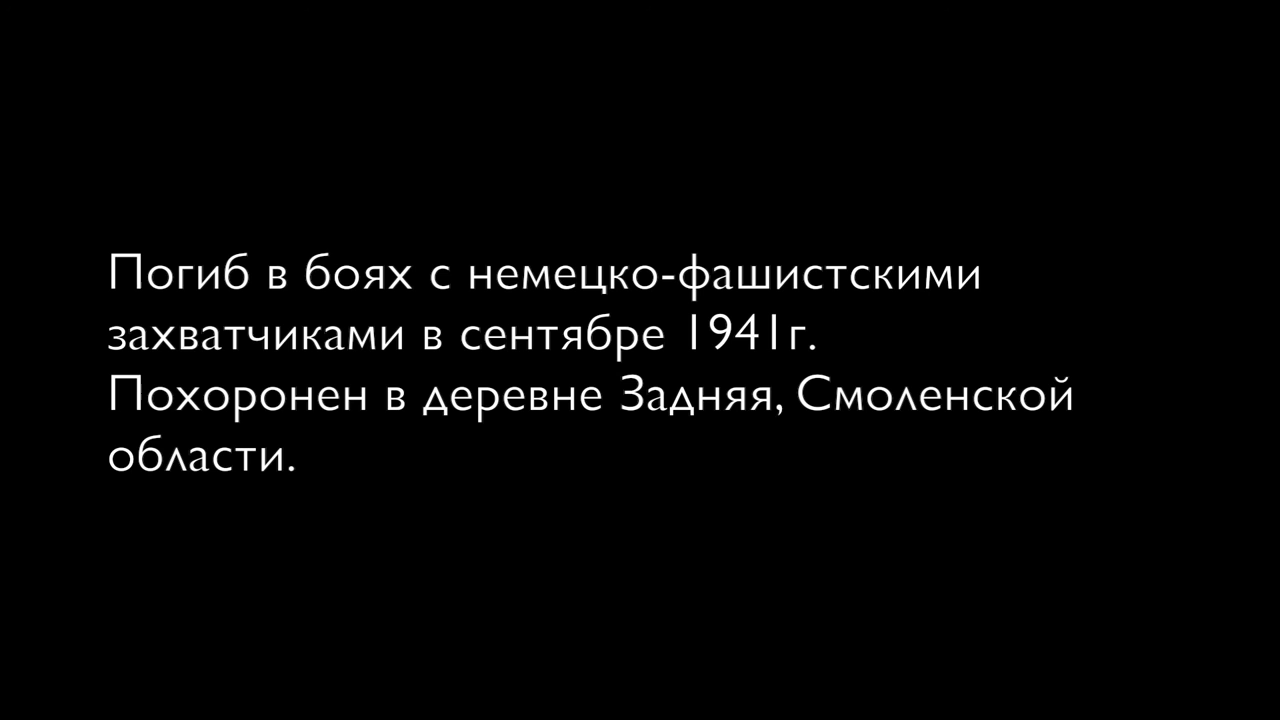 Погиб в боях с немецко-фашистскими
захватчиками в сентябре 1941г.
Похоронен в деревне Задняя, Смоленской
области.